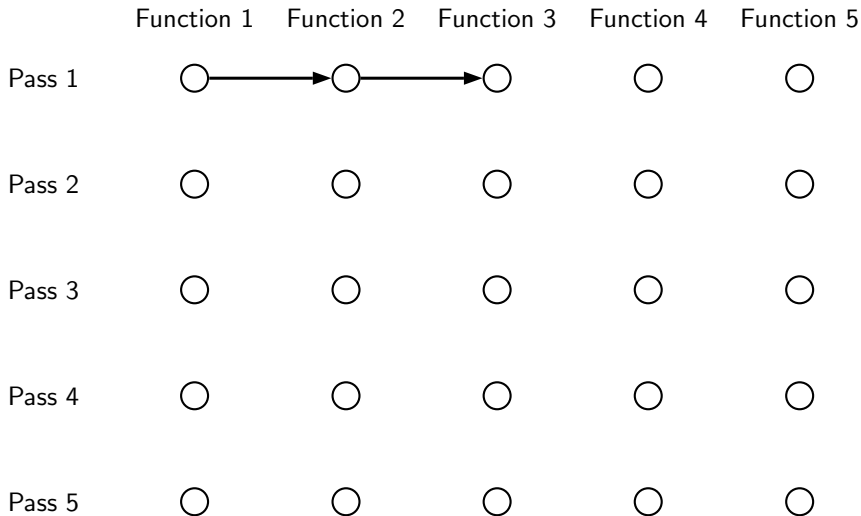 Function 1 Function 2 Function 3 Function 4 Function 5
Pass 1
Pass 2
Pass 3
Pass 4
Pass 5